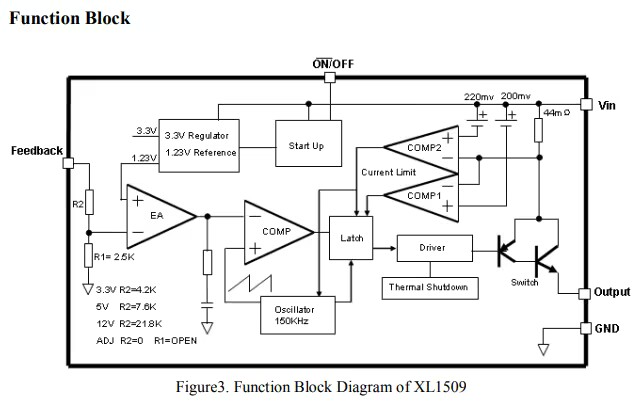 Function Block
ON/OFF
220mv 200mv
44mΩ
Vin
3.3V
3.3V Regulator
1.23V Reference
1.23V
Start Up
COMP2
Current Limit
COMP1
Feedback
R2
EA
COMP
Latch
Driver
R1= 2.5K
Thermal Shutdown
Switch
3.3V R2=4.2K
5V R2=7.6K
12V R2=21.8K
ADJ R2=0 R1=OPEN
Oscillator
150KHz
Output
GND
Figure3. Function Block Diagram of XL1509